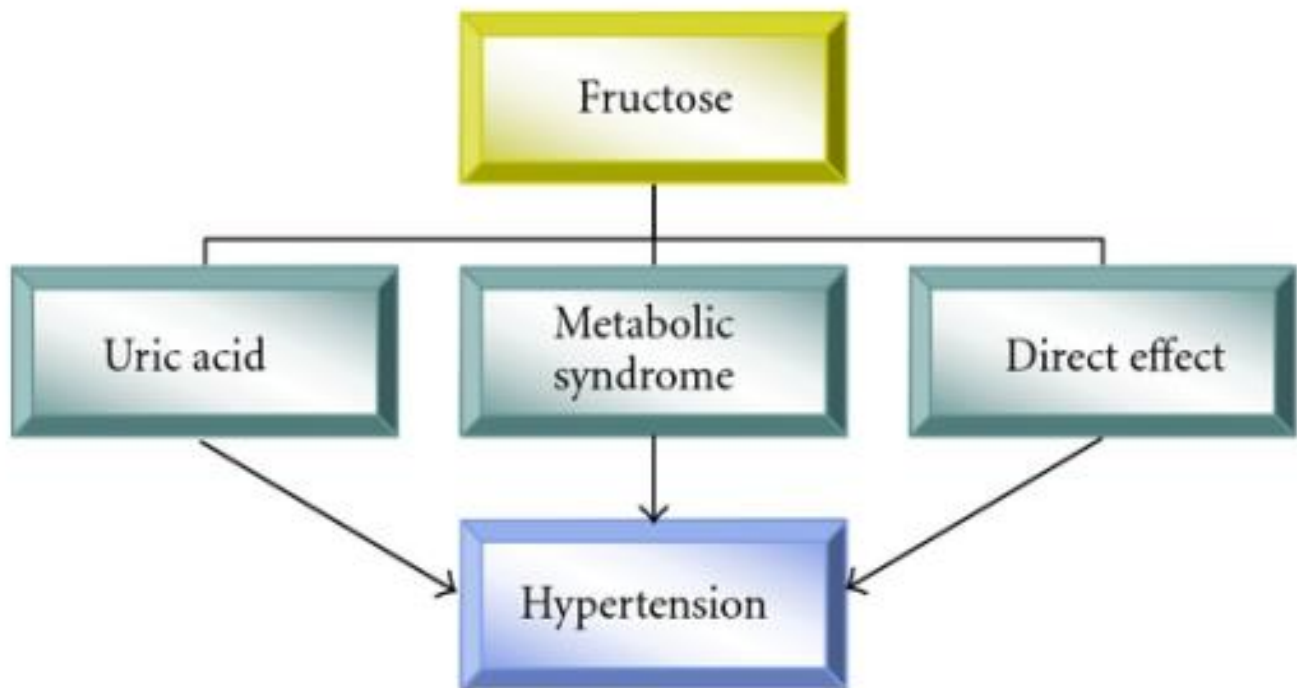 Fructose
Uric acid
Metabolic
syndrome
Direct effect
Hypertension